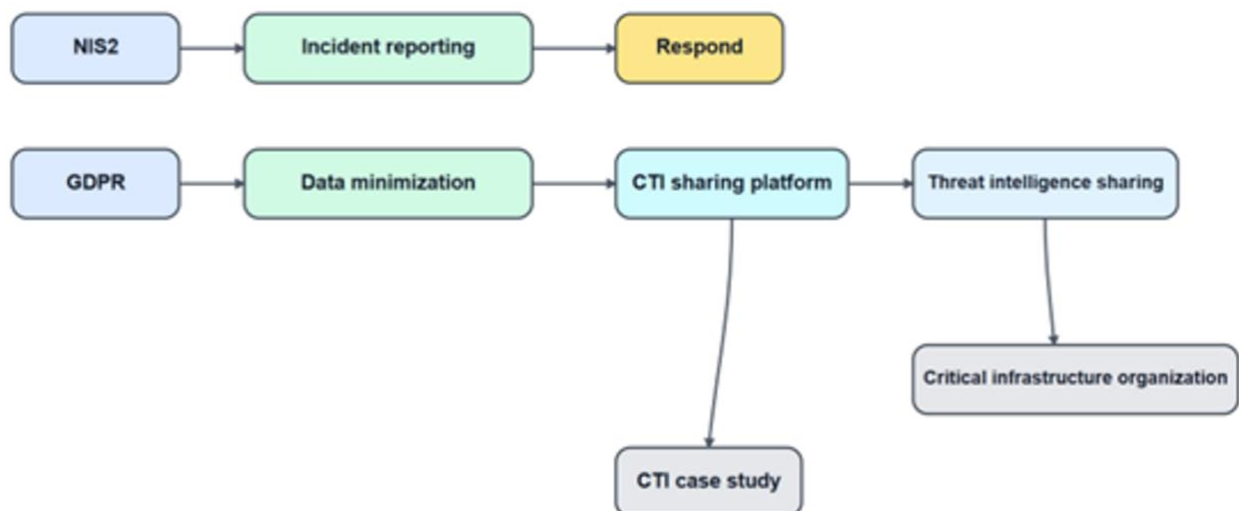 NIS2
Incident reporting
Respond
GDPR
Data minimization
CTI sharing platform
Threat intelligence sharing
Critical infrastructure organization
CTI case study